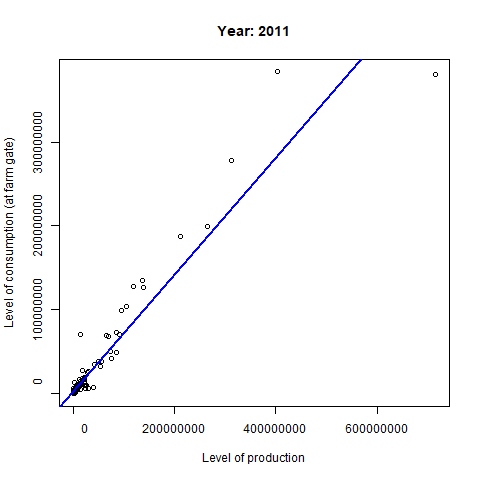 Year: 2011
Level of consumption (at farm gate)
300000000
200000000
100000000
0
0 200000000 400000000 600000000
Level of production